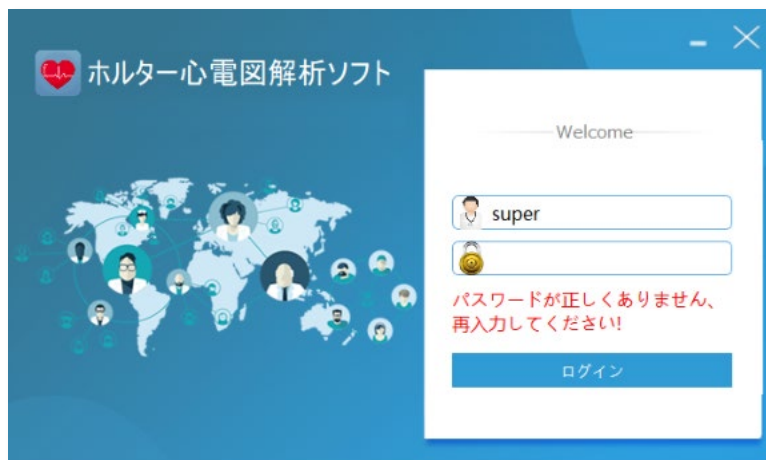 ホルター心電図解析ソフト
Welcome
super
パスワードが正しくありません、
再入力してください!
ログイン